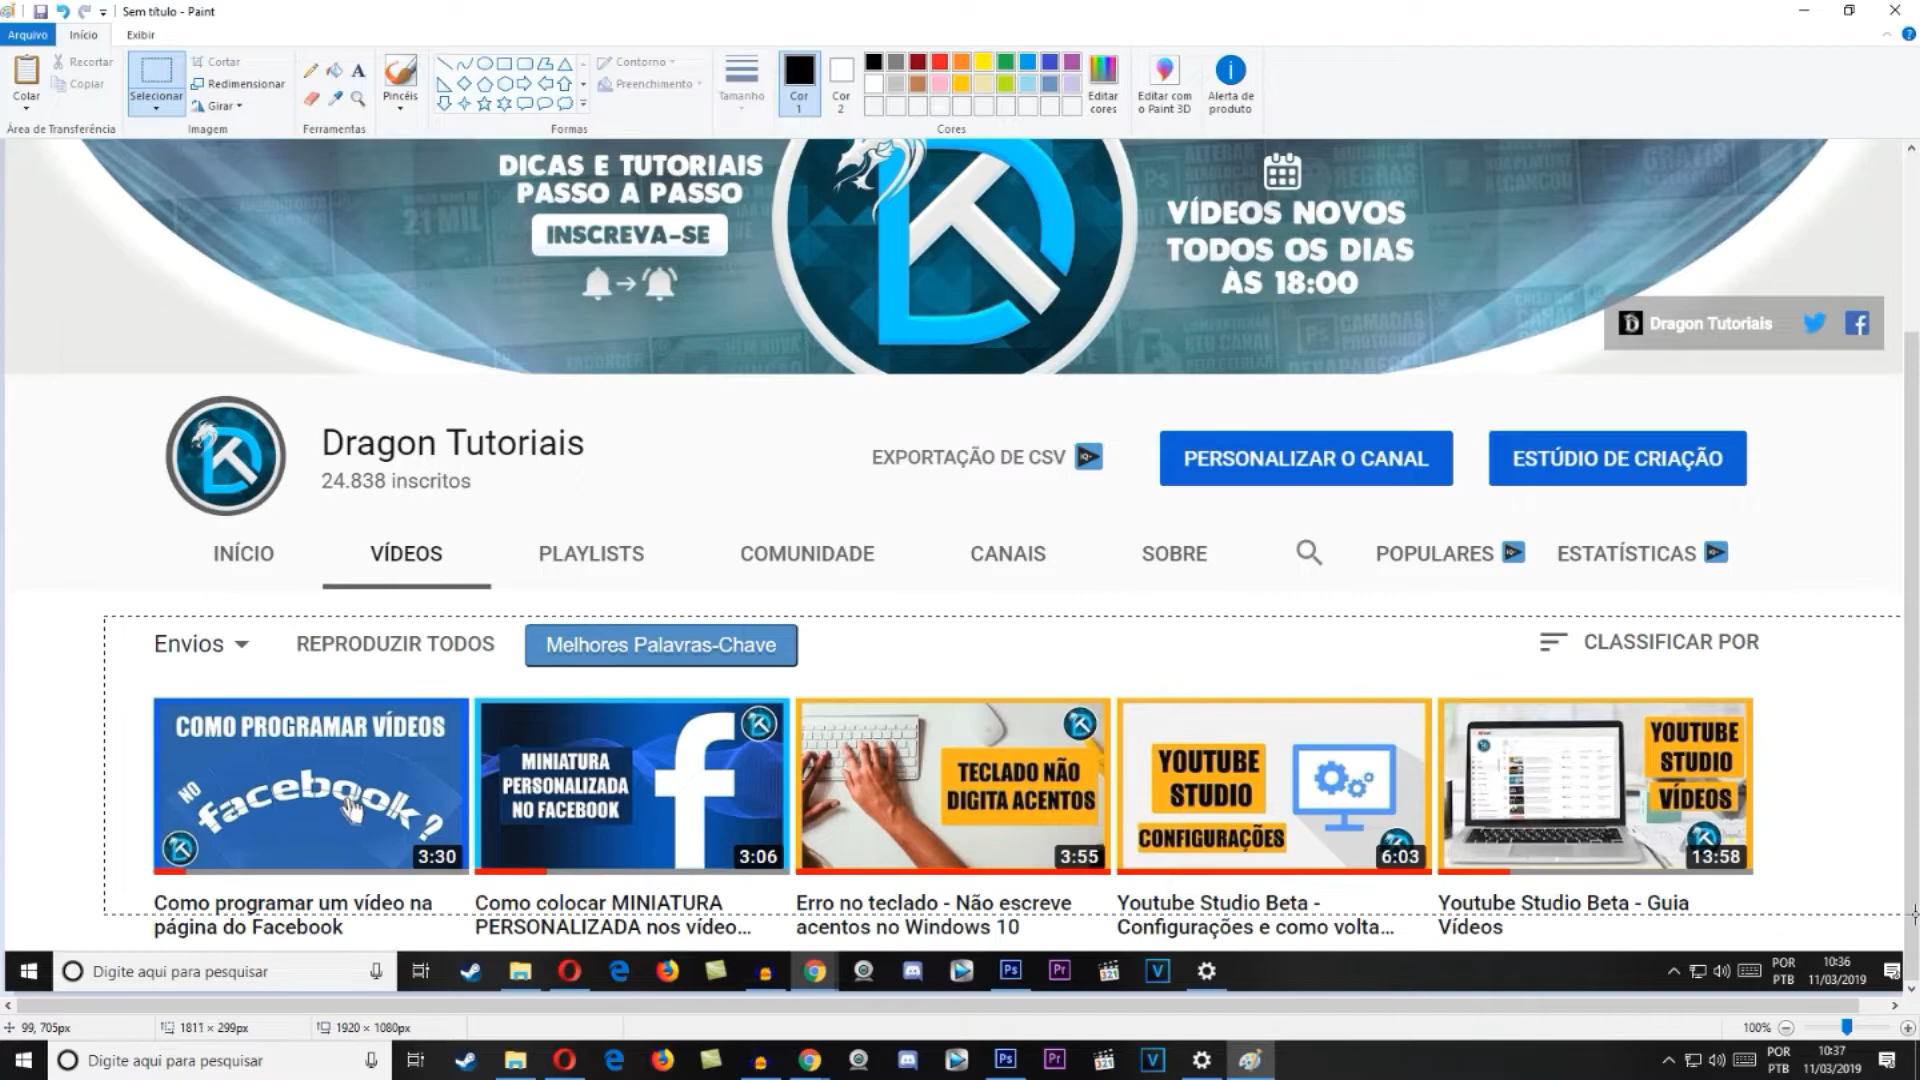 Sem título - Paint
Arquivo
Início
Exibir
Colar
Recortar
Copiar
Área de Transferência
Selecionar
Cortar
Redimensionar
Girar
Imagem
Ferramentas
Pincéis
Formas
Contorno
Preenchimento
Tamanho
Cor
1
Cor
2
Cores
Editar
cores
Editar com
o Paint 3D
Alerta de
produto
DICAS E TUTORIAIS
PASSO A PASSO
INSCREVA-SE
VÍDEOS NOVOS
TODOS OS DIAS
ÀS 18:00
21 MIL
Dragon Tutoriais
Dragon Tutoriais
24.838 inscritos
EXPORTAÇÃO DE CSV
PERSONALIZAR O CANAL
ESTÚDIO DE CRIAÇÃO
INÍCIO
VÍDEOS
PLAYLISTS
COMUNIDADE
CANAIS
SOBRE
POPULARES
ESTATÍSTICAS
Envios
REPRODUZIR TODOS
Melhores Palavras-Chave
CLASSIFICAR POR
COMO PROGRAMAR VÍDEOS
NO
facebook?
3:30
MINIATURA
PERSONALIZADA
NO FACEBOOK
3:06
TECLADO NÃO
DIGITA ACENTOS
3:55
YOUTUBE
STUDIO
CONFIGURAÇÕES
6:03
YOUTUBE
STUDIO
VÍDEOS
13:58
Como programar um vídeo na
página do Facebook
Como colocar MINIATURA
PERSONALIZADA nos vídeo...
Erro no teclado - Não escreve
acentos no Windows 10
Youtube Studio Beta -
Configurações e como volta...
Youtube Studio Beta - Guia
Vídeos
Digite aqui para pesquisar
Ps
Pr
321
V
POR
PTB
10:36
11/03/2019
99, 705px
1811 × 299px
1920 × 1080px
100%
Digite aqui para pesquisar
Ps
Pr
321
V
POR
PTB
10:37
11/03/2019